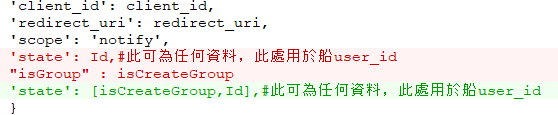 'client_id': client_id,
'redirect_uri': redirect_uri,
'scope': 'notify',
'state': Id,#此可為任何資料，此處用於船user_id
"isGroup" : isCreateGroup
'state': [isCreateGroup,Id],#此可為任何資料，此處用於船user_id
}